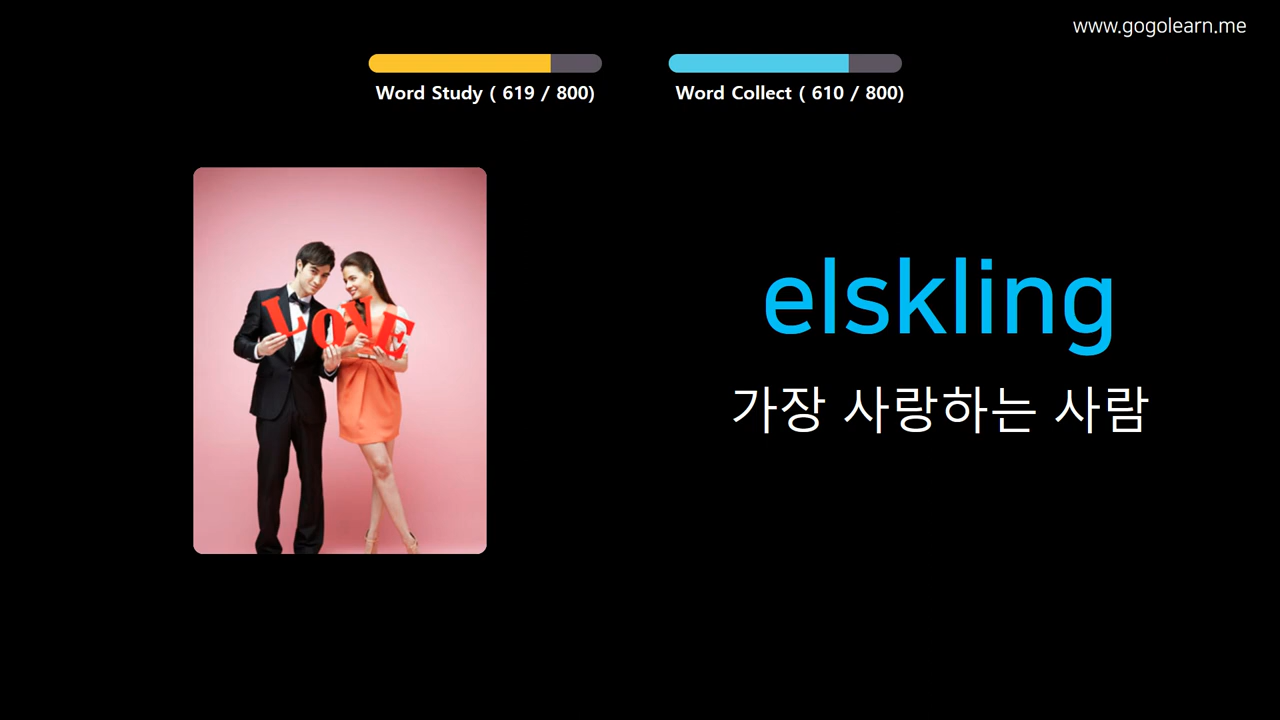 www.gogolearn.me
Word Study ( 619 / 800)
Word Collect ( 610 / 800)
LOVE
elskling
가장 사랑하는 사람